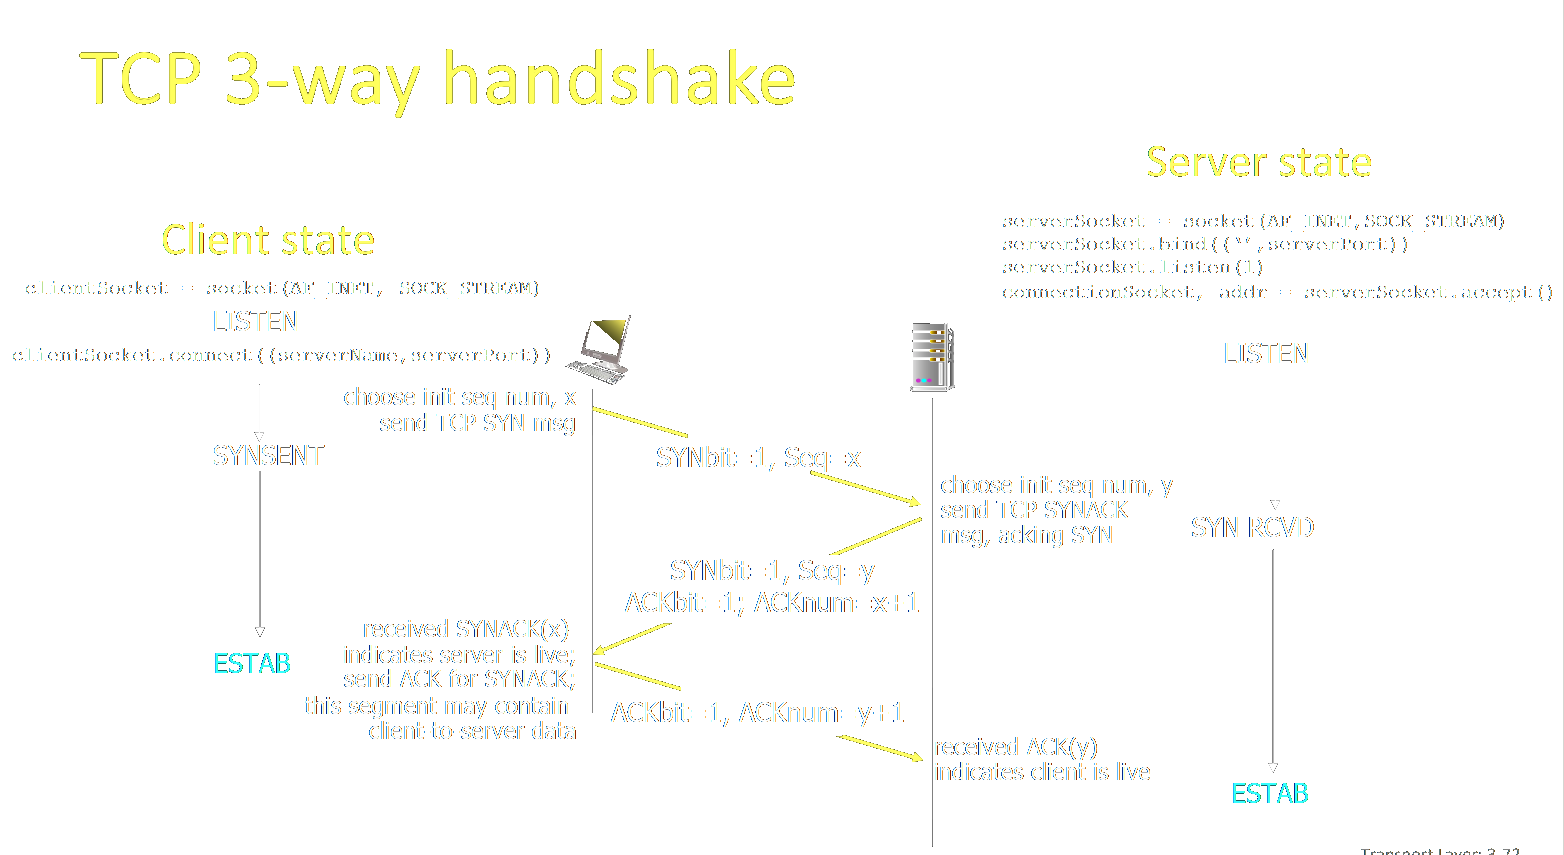 TCP 3-way handshake
Server state
serverSocket = socket(AF_INET,SOCK_STREAM)
serverSocket.bind((‘’,serverPort))
serverSocket.listen(1)
connectionSocket, addr = serverSocket.accept()
Client state
clientSocket = socket(AF_INET, SOCK_STREAM)
LISTEN
clientSocket.connect((serverName,serverPort))
LISTEN
choose init seq num, x
send TCP SYN msg
SYNSENT
SYNbit=1, Seq=x
choose init seq num, y
send TCP SYNACK
msg, acking SYN
SYN RCVD
SYNbit=1, Seq=y
ACKbit=1; ACKnum=x+1
received SYNACK(x)
indicates server is live;
send ACK for SYNACK;
this segment may contain
client-to-server data
ESTAB
ACKbit=1, ACKnum=y+1
received ACK(y)
indicates client is live
ESTAB
Transport Layer: 3-72